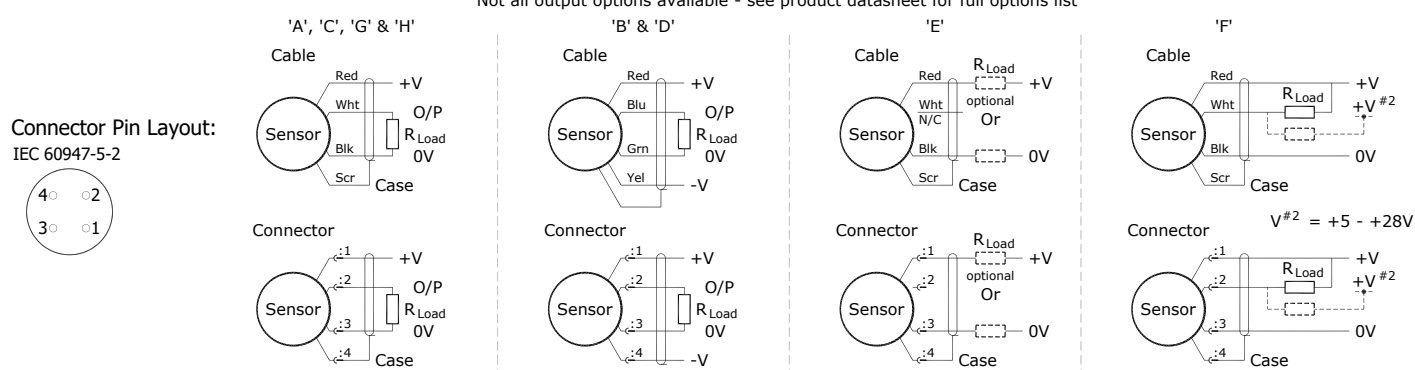 Not all output options available - see product datasheet for full options list
Connector Pin Layout:
IEC 60947-5-2
4 2
3 1
'A', 'C', 'G' & 'H'
Cable
Red +V
Wht O/P
Sensor RLoad
Blk 0V
Scr Case
Connector
:1 +V
:2 O/P
Sensor RLoad
:3 0V
:4 Case
'B' & 'D'
Cable
Red +V
Blu O/P
Sensor RLoad
Grn 0V
Yel -V
Connector
:1 +V
:2 O/P
Sensor RLoad
:3 0V
:4 -V
'E'
Cable
RLoad
Red +V
optional
Wht
N/C Or
Sensor
Blk 0V
Scr Case
Connector
RLoad
:1 +V
optional
:2 Or
Sensor
:3 0V
:4 Case
'F'
Cable
Red +V
RLoad
Wht +V#2
Sensor
Blk 0V
Scr Case
V#2 = +5 - +28V
Connector
:1 +V
RLoad
:2 +V#2
Sensor
:3 0V
:4 Case